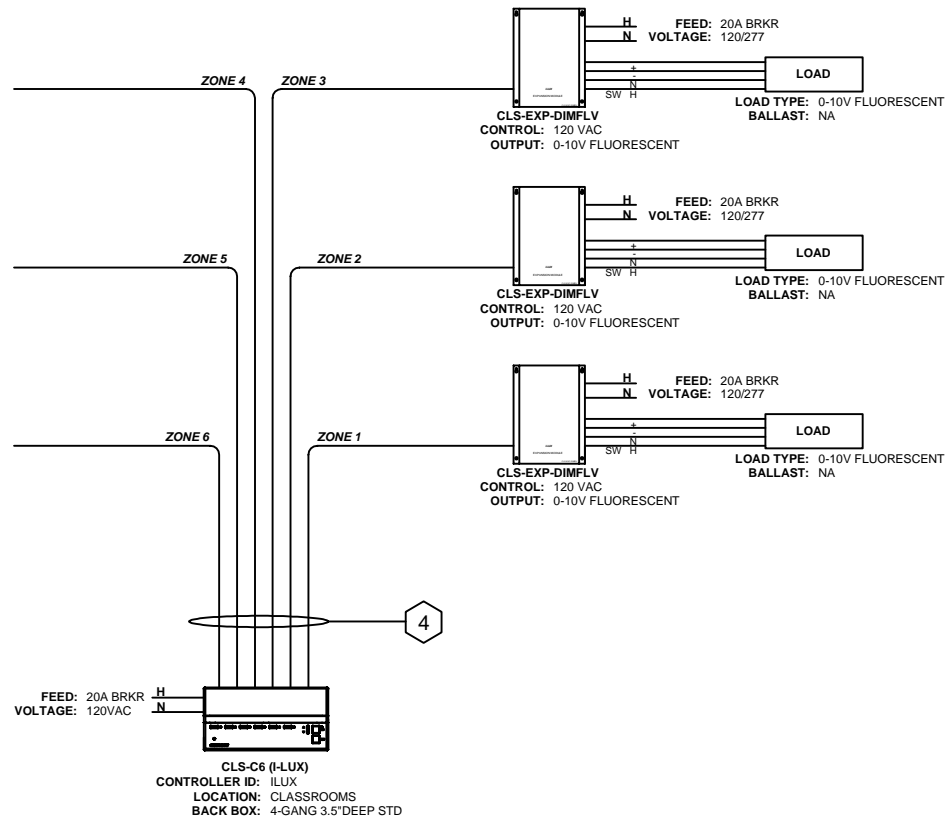 H FEED: 20A BRKR
N VOLTAGE: 120/277
ZONE 4
ZONE 3
+
-
N
SW H
LOAD
CLS-EXP-DIMFLV
CONTROL: 120 VAC
OUTPUT: 0-10V FLUORESCENT
LOAD TYPE: 0-10V FLUORESCENT
BALLAST: NA
H FEED: 20A BRKR
N VOLTAGE: 120/277
ZONE 5
ZONE 2
+
-
N
SW H
LOAD
CLS-EXP-DIMFLV
CONTROL: 120 VAC
OUTPUT: 0-10V FLUORESCENT
LOAD TYPE: 0-10V FLUORESCENT
BALLAST: NA
H FEED: 20A BRKR
N VOLTAGE: 120/277
ZONE 6
ZONE 1
+
-
N
SW H
LOAD
CLS-EXP-DIMFLV
CONTROL: 120 VAC
OUTPUT: 0-10V FLUORESCENT
LOAD TYPE: 0-10V FLUORESCENT
BALLAST: NA
4
FEED: 20A BRKR H
VOLTAGE: 120VAC N
CLS-C6 (I-LUX)
CONTROLLER ID: ILUX
LOCATION: CLASSROOMS
BACK BOX: 4-GANG 3.5"DEEP STD